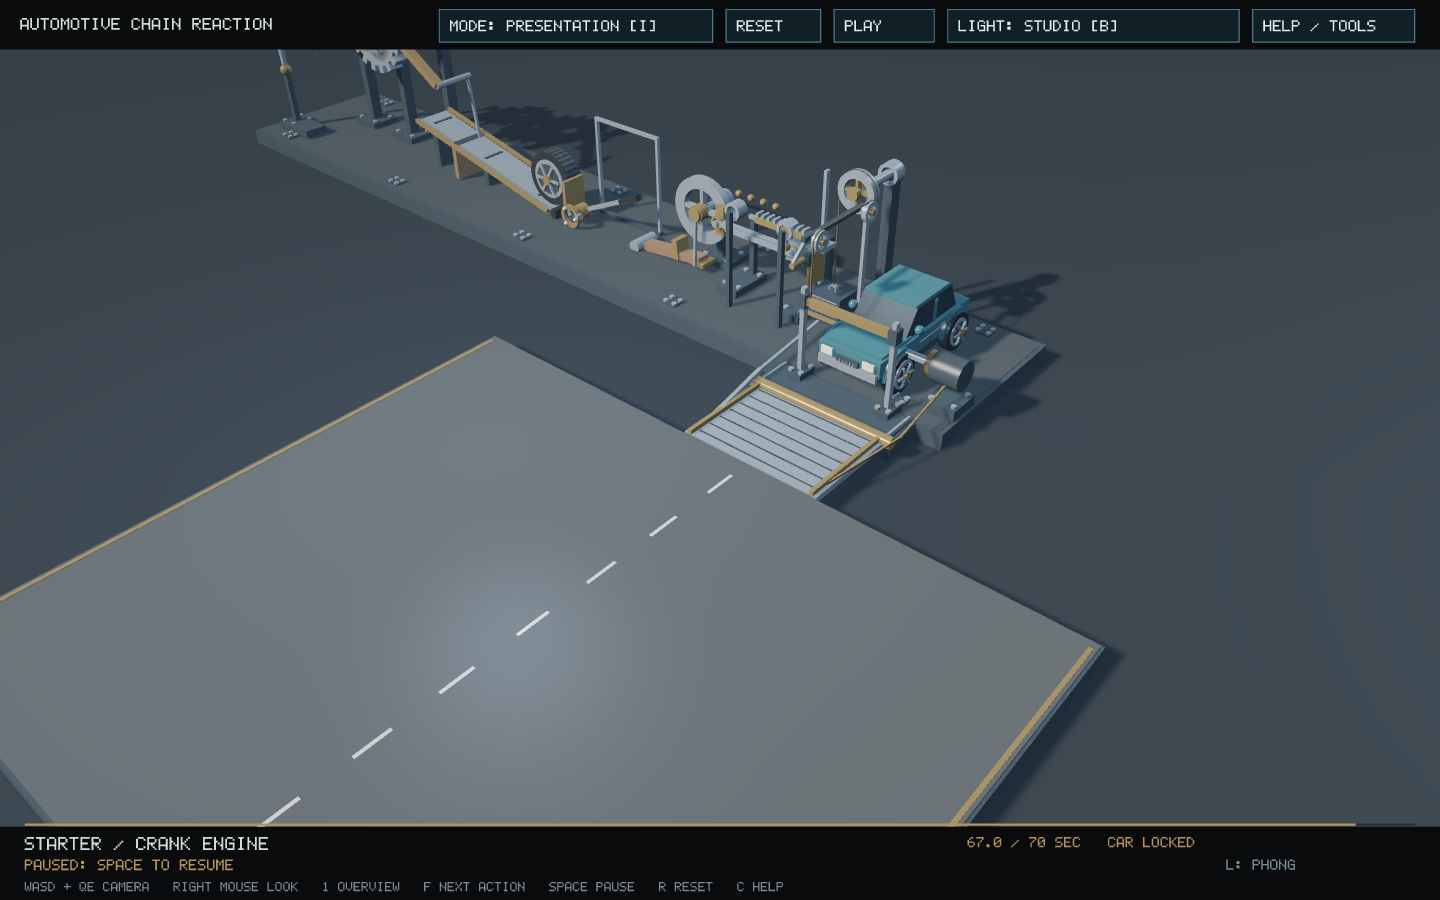 AUTOMOTIVE CHAIN REACTION
MODE: PRESENTATION [I]
RESET
PLAY
LIGHT: STUDIO [B]
HELP / TOOLS
STARTER / CRANK ENGINE
67.0 / 70 SEC CAR LOCKED
PAUSED: SPACE TO RESUME
L: PHONG
WASD + QE CAMERA RIGHT MOUSE LOOK 1 OVERVIEW F NEXT ACTION SPACE PAUSE R RESET C HELP